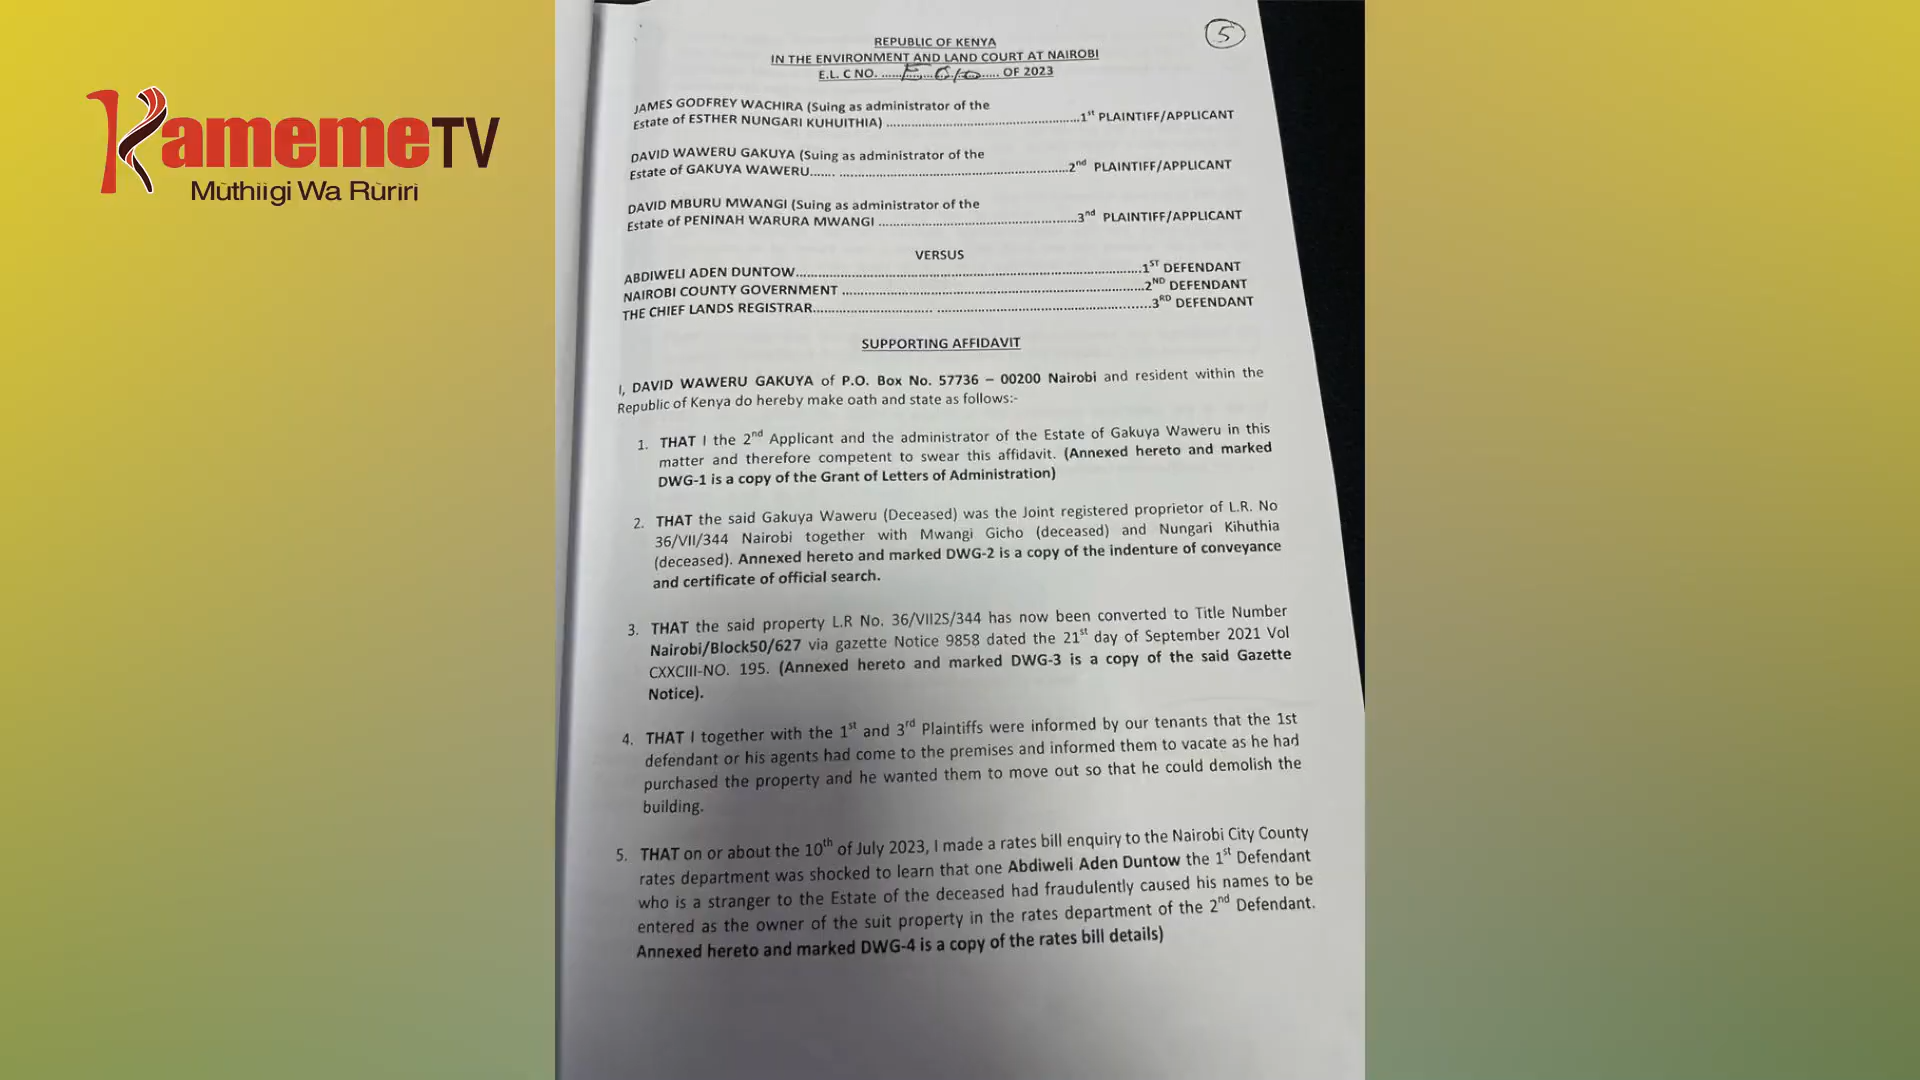 KamemeTV
Mùthiigi Wa Rùrirì
5
REPUBLIC OF KENYA
IN THE ENVIRONMENT AND LAND COURT AT NAIROBI
E.L. C NO. ................ OF 2023
JAMES GODFREY WACHIRA (Suing as administrator of the
Estate of ESTHER NUNGARI KUHUITHIA) ..........................................................1st PLAINTIFF/APPLICANT
DAVID WAWERU GAKUYA (Suing as administrator of the
Estate of GAKUYA WAWERU....... .....................................................................2nd PLAINTIFF/APPLICANT
DAVID MBURU MWANGI (Suing as administrator of the
Estate of PENINAH WARURA MWANGI ............................................................3nd PLAINTIFF/APPLICANT
VERSUS
ABDIWELI ADEN DUNTOW.........................................................................................................1ST DEFENDANT
NAIROBI COUNTY GOVERNMENT ...........................................................................................2ND DEFENDANT
THE CHIEF LANDS REGISTRAR................................ .................................................................3RD DEFENDANT
SUPPORTING AFFIDAVIT
I, DAVID WAWERU GAKUYA of P.O. Box No. 57736 – 00200 Nairobi and resident within the
Republic of Kenya do hereby make oath and state as follows:-
1. THAT I the 2nd Applicant and the administrator of the Estate of Gakuya Waweru in this
matter and therefore competent to swear this affidavit. (Annexed hereto and marked
DWG-1 is a copy of the Grant of Letters of Administration)
2. THAT the said Gakuya Waweru (Deceased) was the Joint registered proprietor of L.R. No
36/VII/344 Nairobi together with Mwangi Gicho (deceased) and Nungari Kihuthia
(deceased). Annexed hereto and marked DWG-2 is a copy of the indenture of conveyance
and certificate of official search.
3. THAT the said property L.R No. 36/VII2S/344 has now been converted to Title Number
Nairobi/Block50/627 via gazette Notice 9858 dated the 21st day of September 2021 Vol
CXXCIII-NO. 195. (Annexed hereto and marked DWG-3 is a copy of the said Gazette
Notice).
4. THAT I together with the 1st and 3rd Plaintiffs were informed by our tenants that the 1st
defendant or his agents had come to the premises and informed them to vacate as he had
purchased the property and he wanted them to move out so that he could demolish the
building.
5. THAT on or about the 10th of July 2023, I made a rates bill enquiry to the Nairobi City County
rates department was shocked to learn that one Abdiweli Aden Duntow the 1st Defendant
who is a stranger to the Estate of the deceased had fraudulently caused his names to be
entered as the owner of the suit property in the rates department of the 2nd Defendant.
Annexed hereto and marked DWG-4 is a copy of the rates bill details)